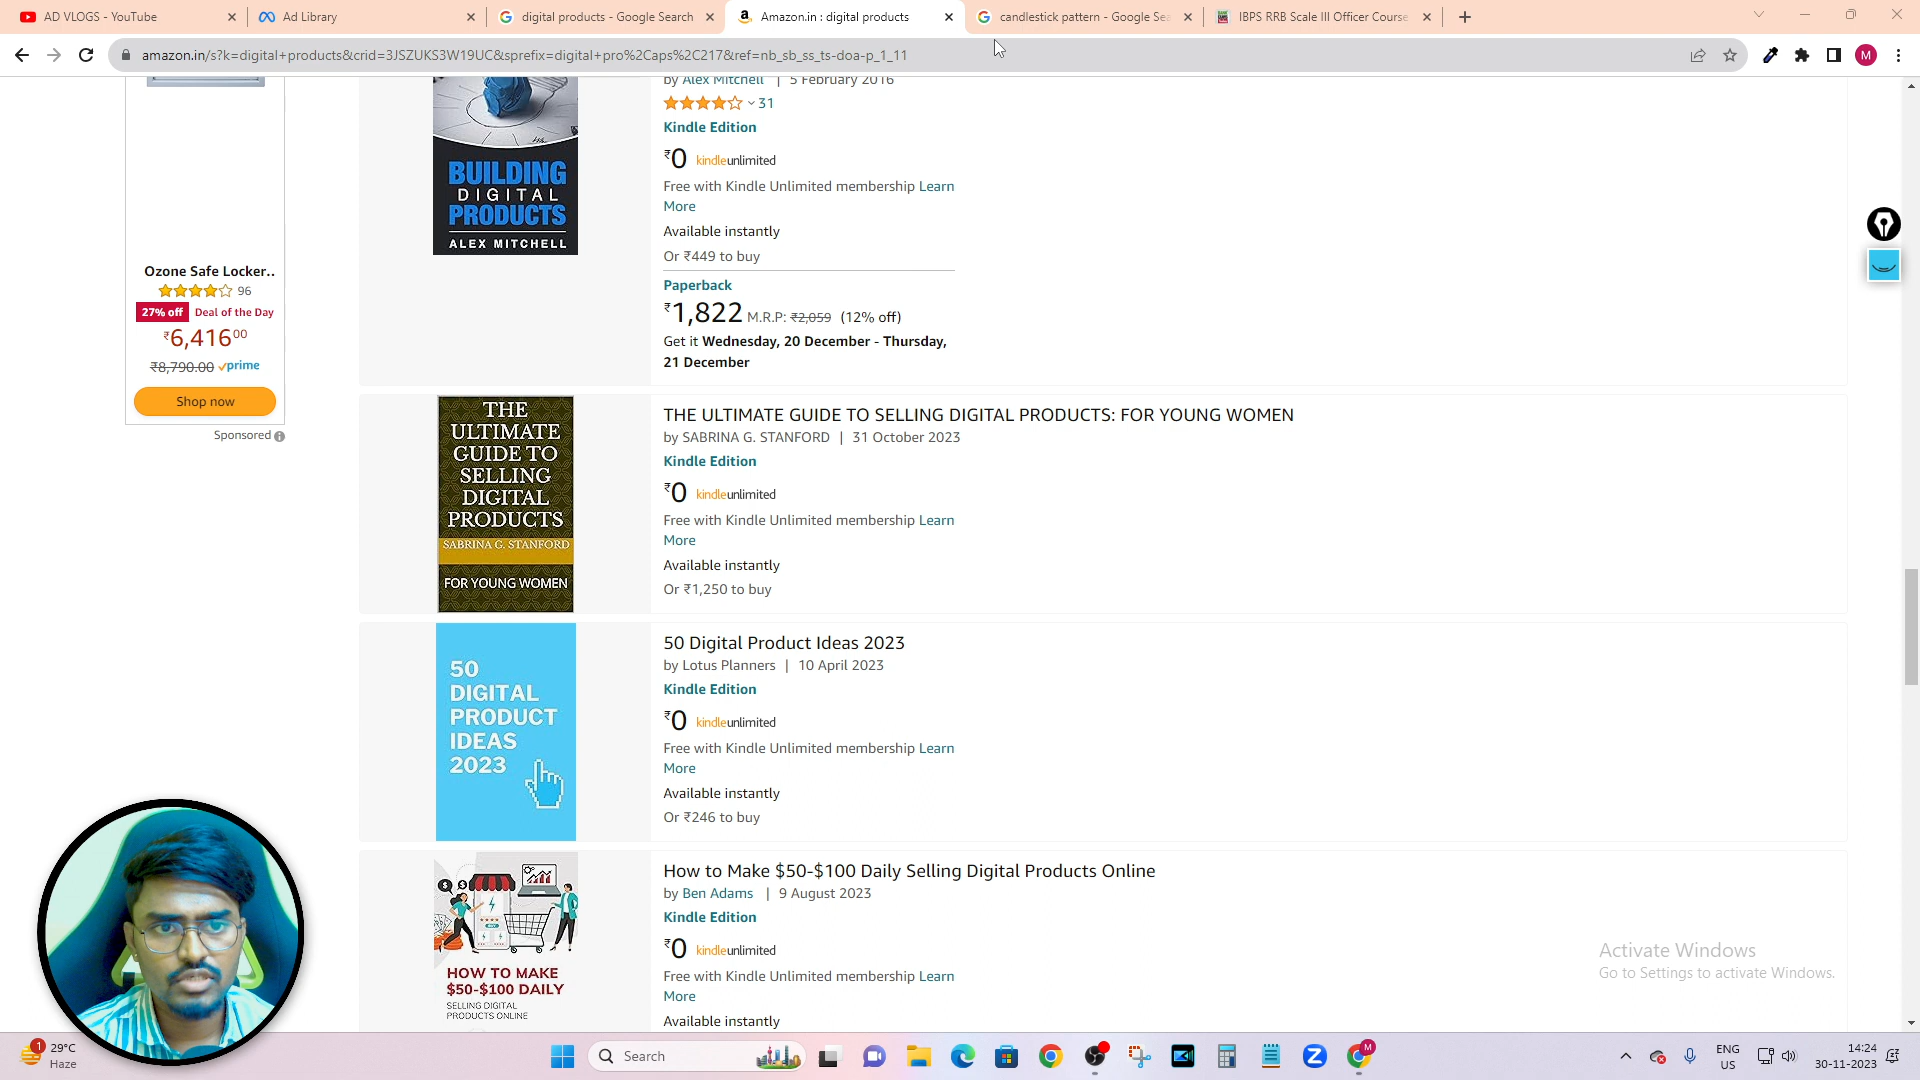 AD VLOGS - YouTube
Ad Library
digital products - Google Search
Amazon.in : digital products
candlestick pattern - Google Sea
IBPS RRB Scale III Officer Course
amazon.in/s?k=digital+products&crid=3JSZUKS3W19UC&sprefix=digital+pro%2Caps%2C217&ref=nb_sb_ss_ts-doa-p_1_11
M
by Alex Mitchell | 5 February 2016
31
Kindle Edition
₹0 kindleunlimited
Free with Kindle Unlimited membership Learn
More
Available instantly
Or ₹449 to buy
Paperback
₹1,822 M.R.P: ₹2,059 (12% off)
Get it Wednesday, 20 December - Thursday,
21 December
BUILDING
DIGITAL
PRODUCTS
ALEX MITCHELL
Ozone Safe Locker..
96
27% off Deal of the Day
₹6,41600
₹8,790.00 prime
Shop now
Sponsored
THE
ULTIMATE
GUIDE TO
SELLING
DIGITAL
PRODUCTS
SABRINA G. STANFORD
FOR YOUNG WOMEN
THE ULTIMATE GUIDE TO SELLING DIGITAL PRODUCTS: FOR YOUNG WOMEN
by SABRINA G. STANFORD | 31 October 2023
Kindle Edition
₹0 kindleunlimited
Free with Kindle Unlimited membership Learn
More
Available instantly
Or ₹1,250 to buy
50
DIGITAL
PRODUCT
IDEAS
2023
50 Digital Product Ideas 2023
by Lotus Planners | 10 April 2023
Kindle Edition
₹0 kindleunlimited
Free with Kindle Unlimited membership Learn
More
Available instantly
Or ₹246 to buy
HOW TO MAKE
$50-$100 DAILY
SELLING DIGITAL
PRODUCTS ONLINE
How to Make $50-$100 Daily Selling Digital Products Online
by Ben Adams | 9 August 2023
Kindle Edition
₹0 kindleunlimited
Free with Kindle Unlimited membership Learn
More
Available instantly
Activate Windows
Go to Settings to activate Windows.
1
29°C
Haze
Search
M
ENG
US
14:24
30-11-2023